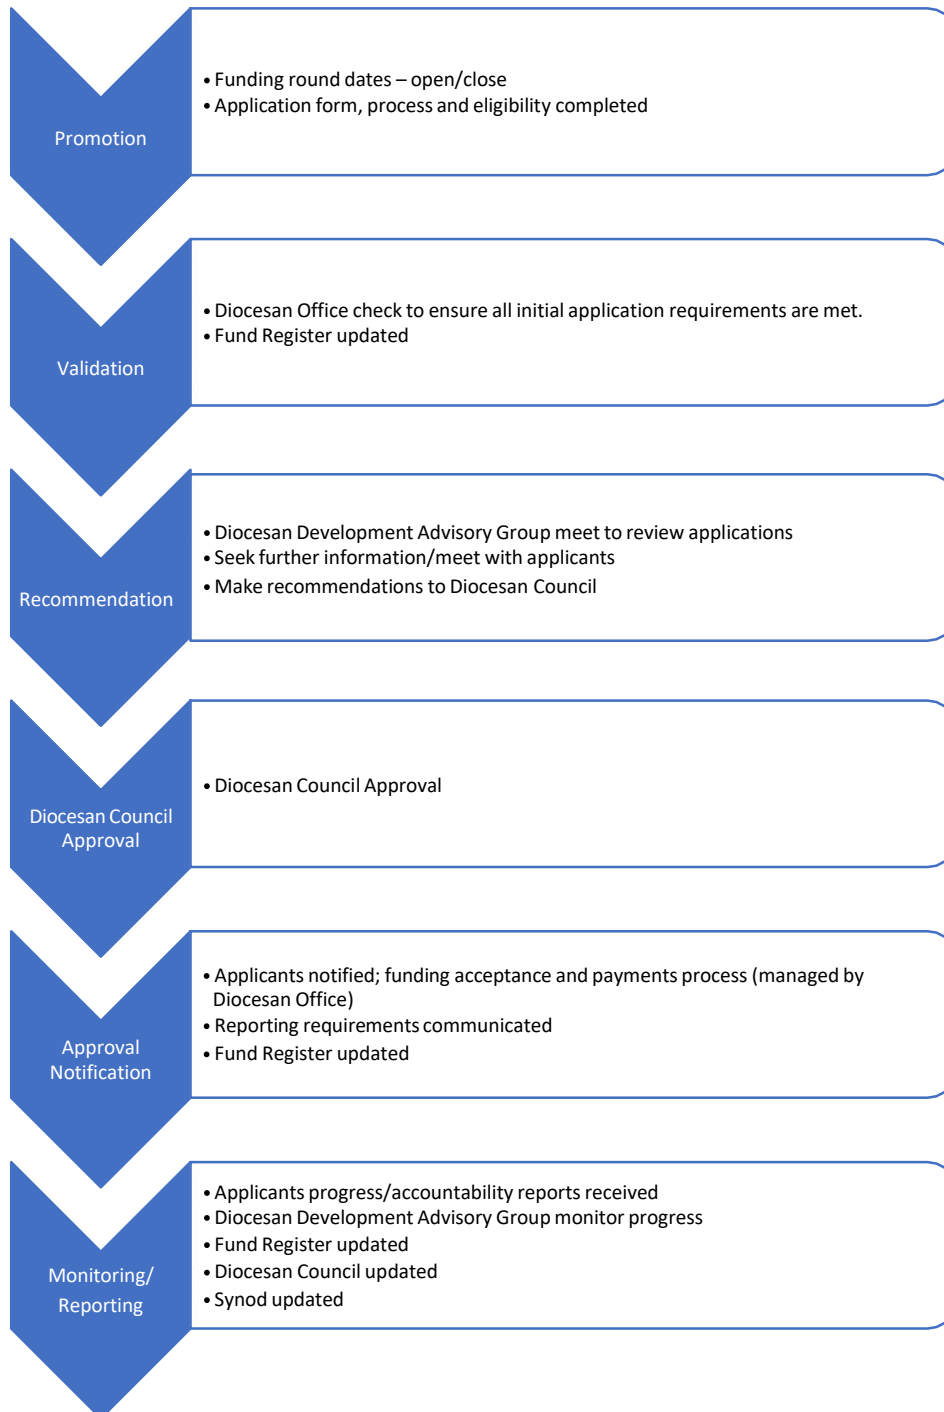 Promotion
• Funding round dates – open/close
• Application form, process and eligibility completed
Validation
• Diocesan Office check to ensure all initial application requirements are met.
• Fund Register updated
Recommendation
• Diocesan Development Advisory Group meet to review applications
• Seek further information/meet with applicants
• Make recommendations to Diocesan Council
Diocesan Council
Approval
• Diocesan Council Approval
Approval
Notification
• Applicants notified; funding acceptance and payments process (managed by
Diocesan Office)
• Reporting requirements communicated
• Fund Register updated
Monitoring/
Reporting
• Applicants progress/accountability reports received
• Diocesan Development Advisory Group monitor progress
• Fund Register updated
• Diocesan Council updated
• Synod updated